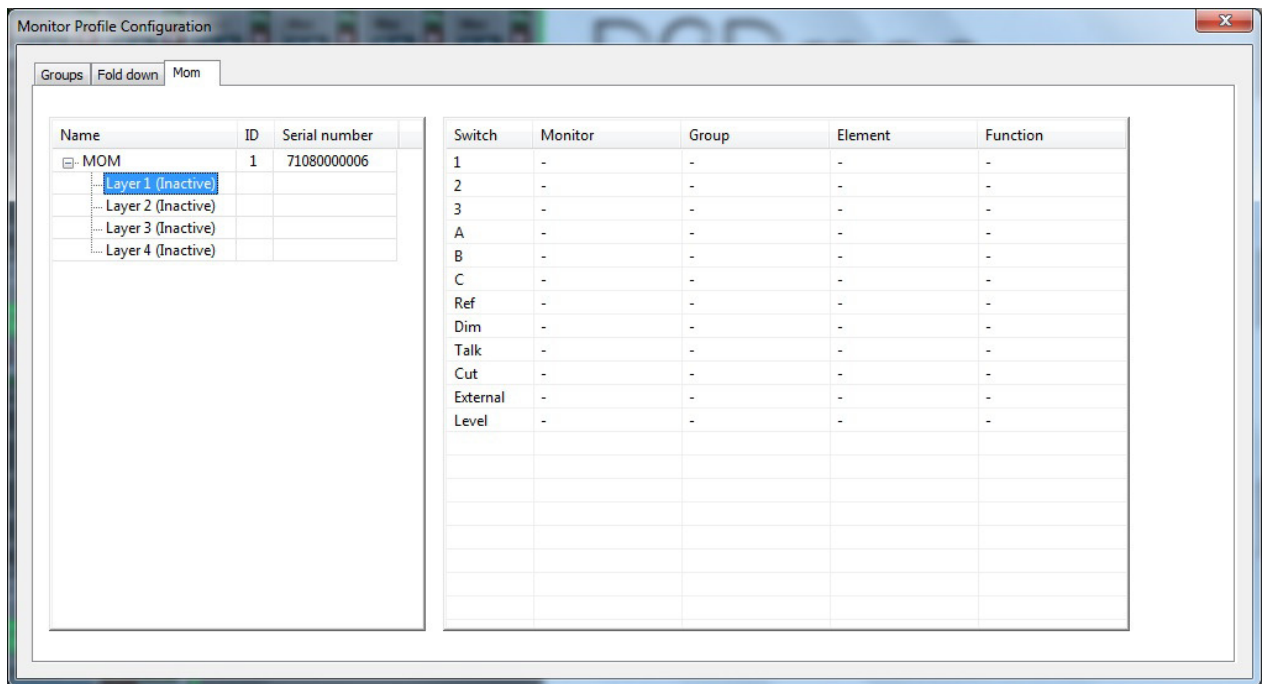 Monitor Profile Configuration
Groups Fold down Mom
Name ID Serial number
MOM 1 71080000006
Layer 1 (Inactive)
Layer 2 (Inactive)
Layer 3 (Inactive)
Layer 4 (Inactive)
Switch Monitor Group Element Function
1 - - - -
2 - - - -
3 - - - -
A - - - -
B - - - -
C - - - -
Ref - - - -
Dim - - - -
Talk - - - -
Cut - - - -
External - - - -
Level - - - -